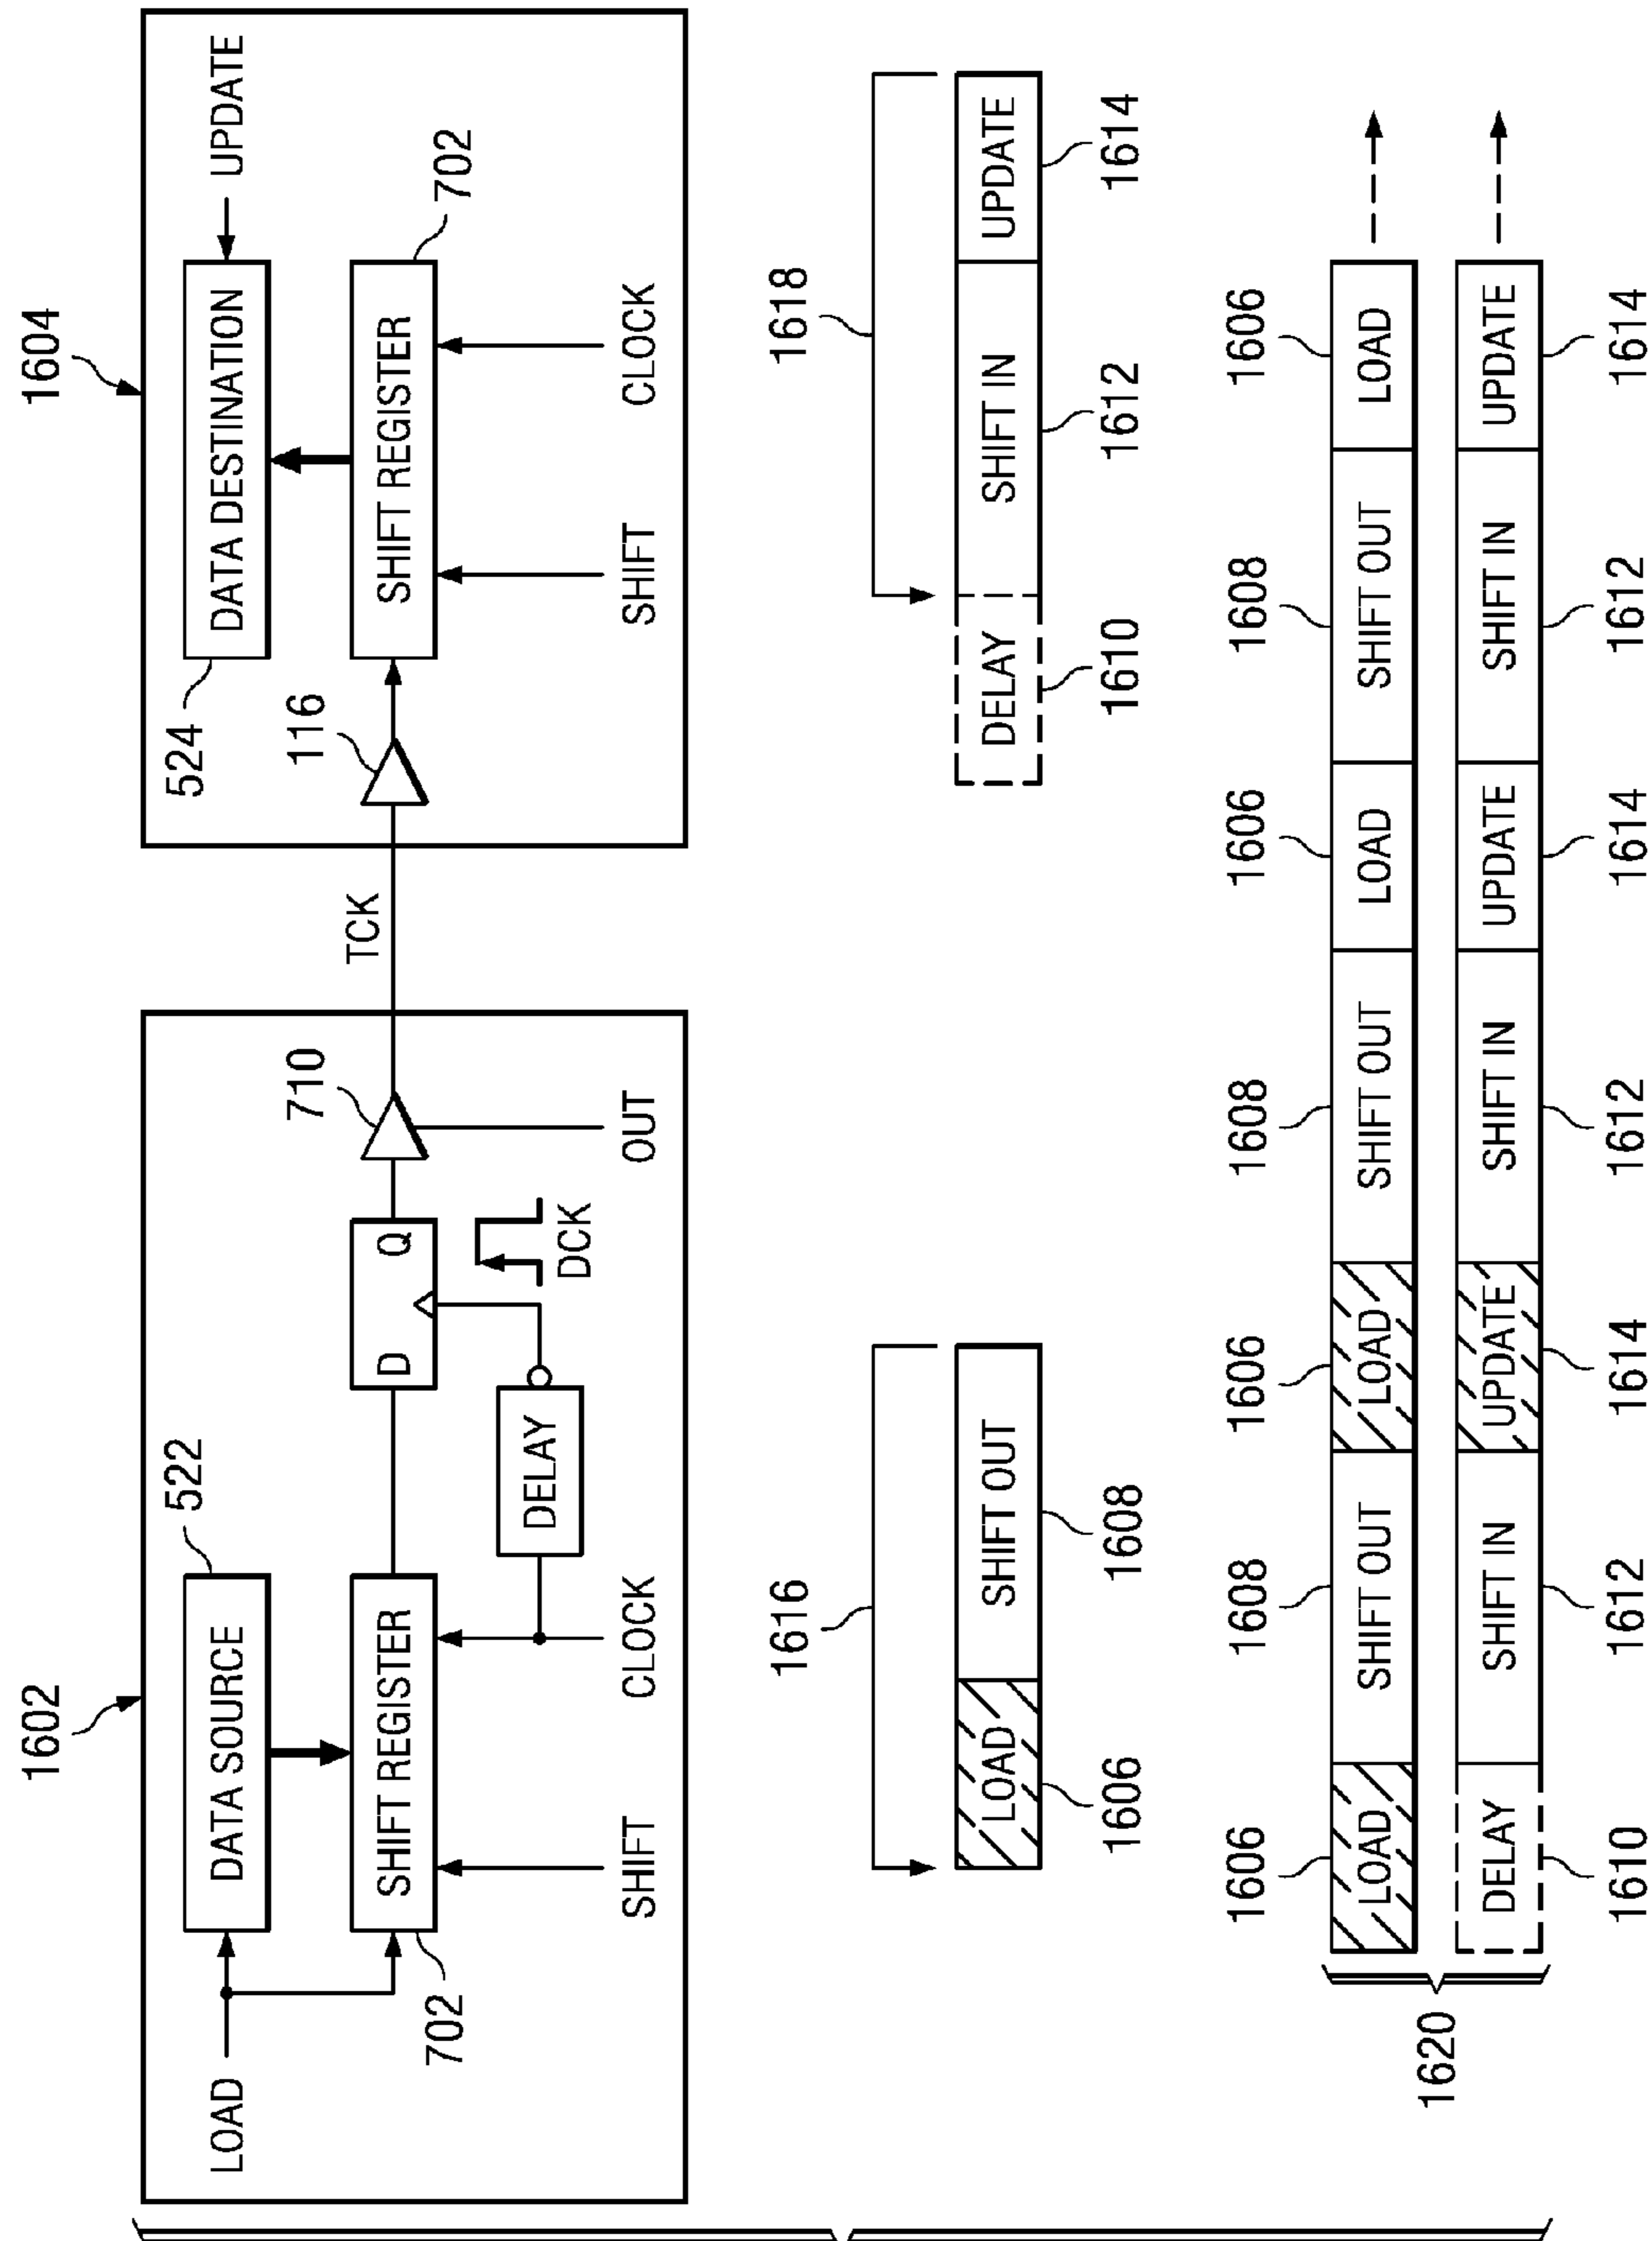 1602
1604
LOAD
DATA SOURCE
522
SHIFT REGISTER
702
SHIFT
CLOCK
DELAY
D Q
DCK
710
OUT
TCK
116
524
DATA DESTINATION
UPDATE
SHIFT REGISTER
702
SHIFT
CLOCK
1616
LOAD SHIFT OUT
1606 1608
1618
DELAY SHIFT IN UPDATE
1610 1612 1614
1606 1608 1606 1608 1606 1608 1606
LOAD SHIFT OUT LOAD SHIFT OUT LOAD SHIFT OUT LOAD
1620
DELAY SHIFT IN UPDATE SHIFT IN UPDATE SHIFT IN UPDATE
1610 1612 1614 1612 1614 1612 1614